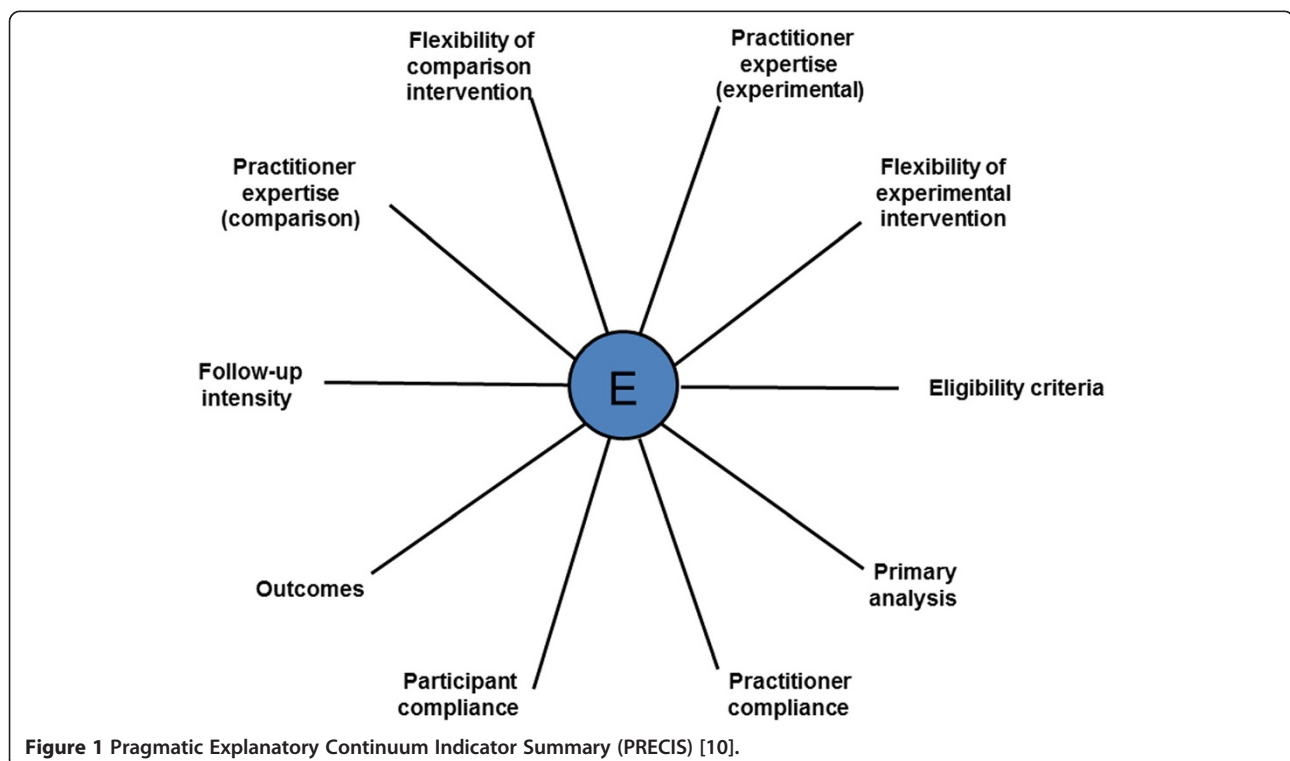 Flexibility of
comparison
intervention
Practitioner
expertise
(experimental)
Practitioner
expertise
(comparison)
Flexibility of
experimental
intervention
Follow-up
intensity
E
Eligibility criteria
Outcomes
Primary
analysis
Participant
compliance
Practitioner
compliance
Figure 1 Pragmatic Explanatory Continuum Indicator Summary (PRECIS) [10].